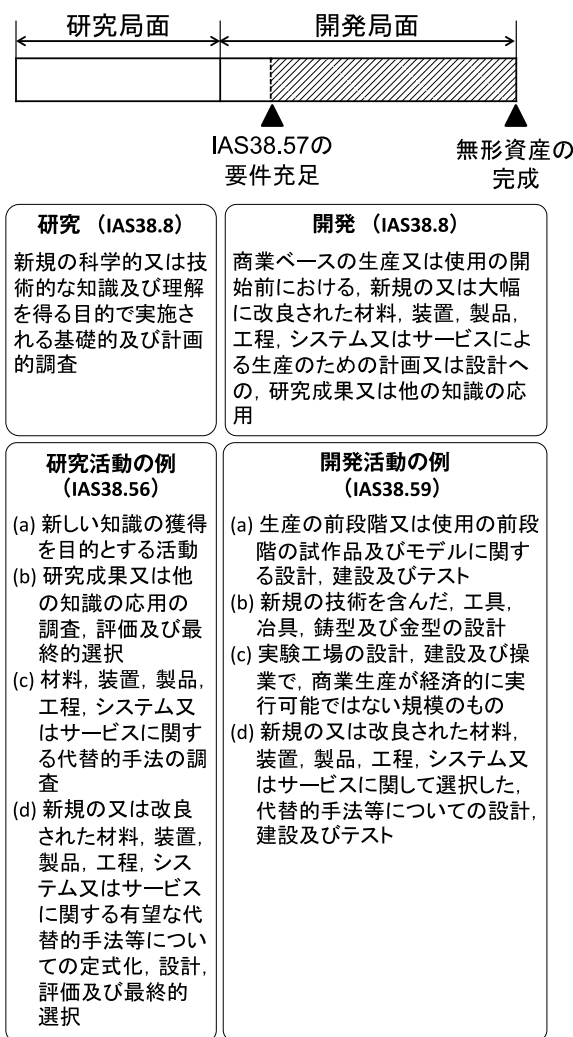 研究局面
開発局面
IAS38.57の
要件充足
無形資産の
完成
研究 （IAS38.8）
新規の科学的又は技
術的な知識及び理解
を得る目的で実施さ
れる基礎的及び計画
的調査
開発 （IAS38.8）
商業ベースの生産又は使用の開
始前における，新規の又は大幅
に改良された材料，装置，製品，
工程，システム又はサービスによ
る生産のための計画又は設計へ
の，研究成果又は他の知識の応
用
研究活動の例
（IAS38.56）
(a) 新しい知識の獲得
を目的とする活動
(b) 研究成果又は他
の知識の応用の
調査，評価及び最
終的選択
(c) 材料，装置，製品，
工程，システム又
はサービスに関す
る代替的手法の調
査
(d) 新規の又は改良
された材料，装置，
製品，工程，シス
テム又はサービス
に関する有望な代
替的手法等につい
ての定式化，設計，
評価及び最終的
選択
開発活動の例
（IAS38.59）
(a) 生産の前段階又は使用の前段
階の試作品及びモデルに関す
る設計，建設及びテスト
(b) 新規の技術を含んだ，工具，
冶具，鋳型及び金型の設計
(c) 実験工場の設計，建設及び操
業で，商業生産が経済的に実
行可能ではない規模のもの
(d) 新規の又は改良された材料，
装置，製品，工程，システム又
はサービスに関して選択した，
代替的手法等についての設計，
建設及びテスト